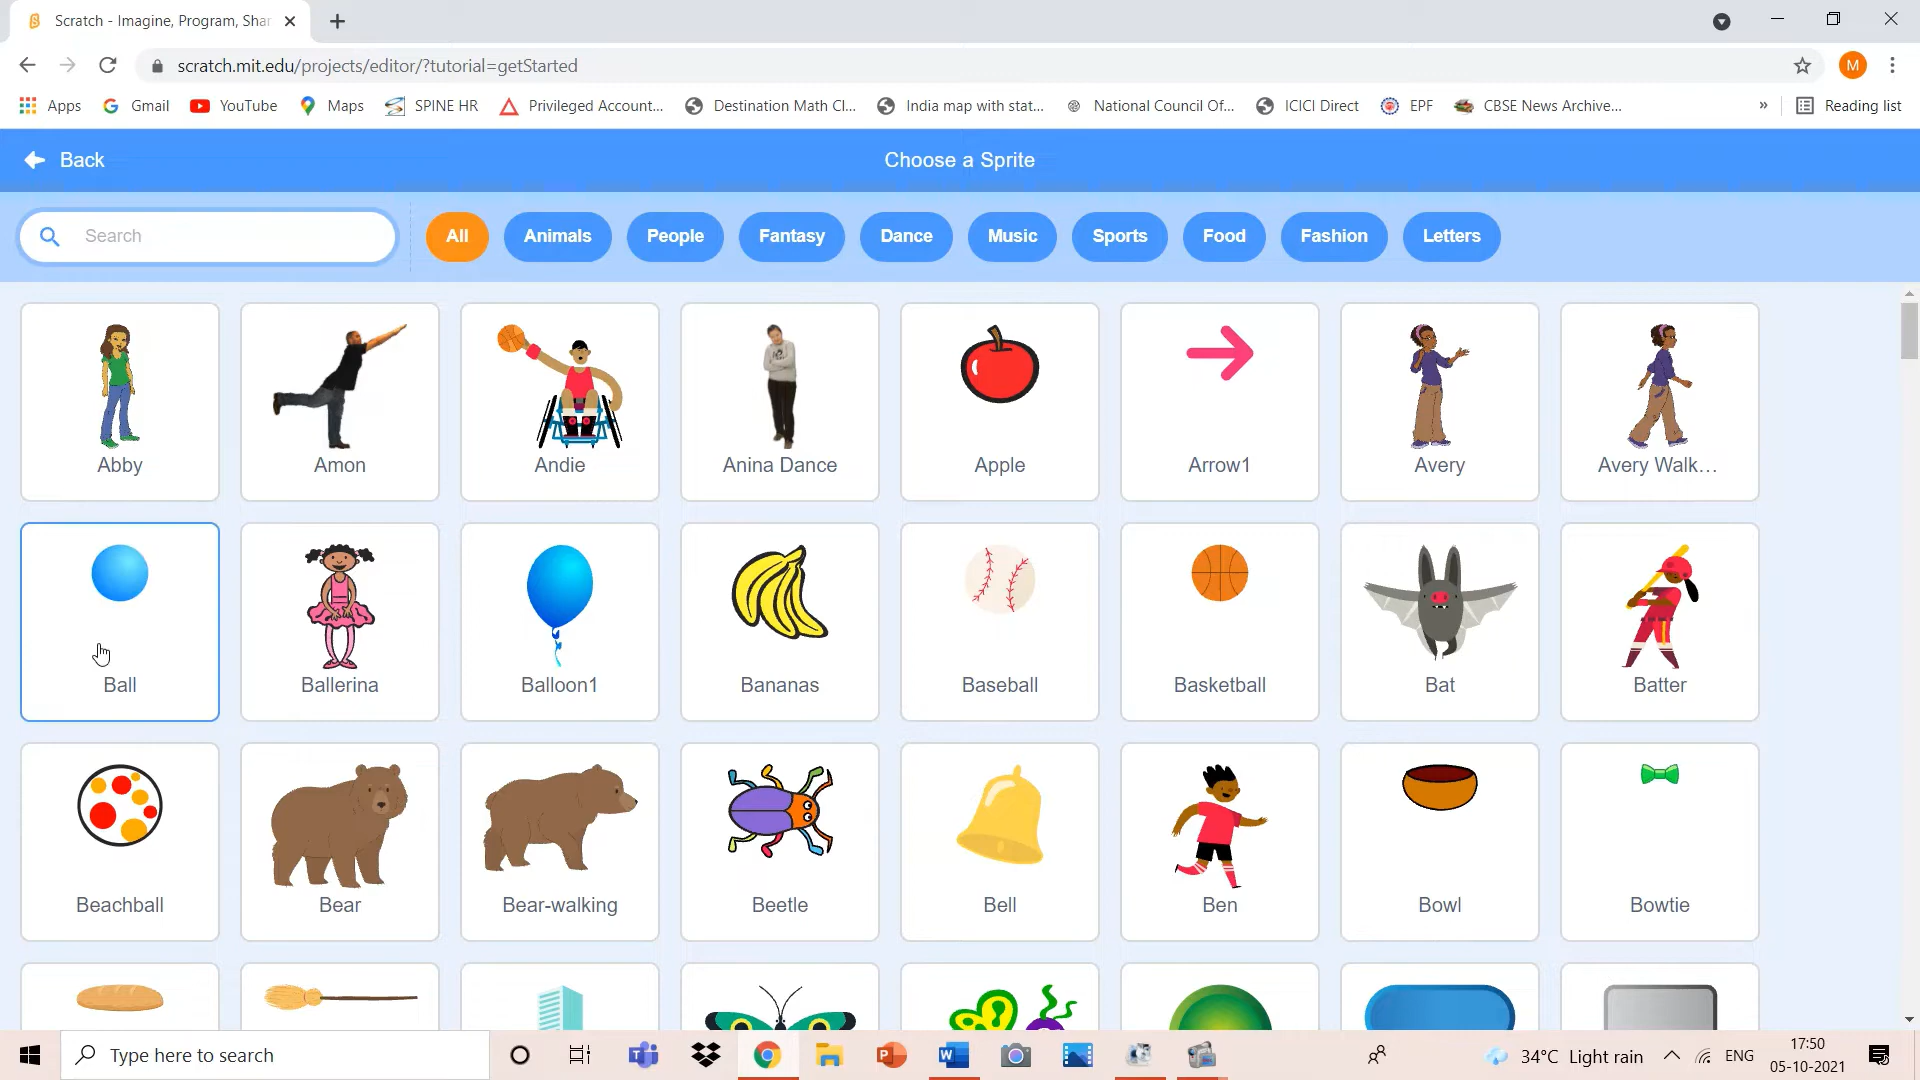 Scratch - Imagine, Program, Shar
scratch.mit.edu/projects/editor/?tutorial=getStarted
M
Apps Gmail YouTube Maps SPINE HR Privileged Account... Destination Math Cl... India map with stat... National Council Of... ICICI Direct EPF CBSE News Archive... » Reading list
Back Choose a Sprite
Search All Animals People Fantasy Dance Music Sports Food Fashion Letters
Abby Amon Andie Anina Dance Apple Arrow1 Avery Avery Walk...
Ball Ballerina Balloon1 Bananas Baseball Basketball Bat Batter
Beachball Bear Bear-walking Beetle Bell Ben Bowl Bowtie
Type here to search 34°C Light rain ENG 17:50
05-10-2021